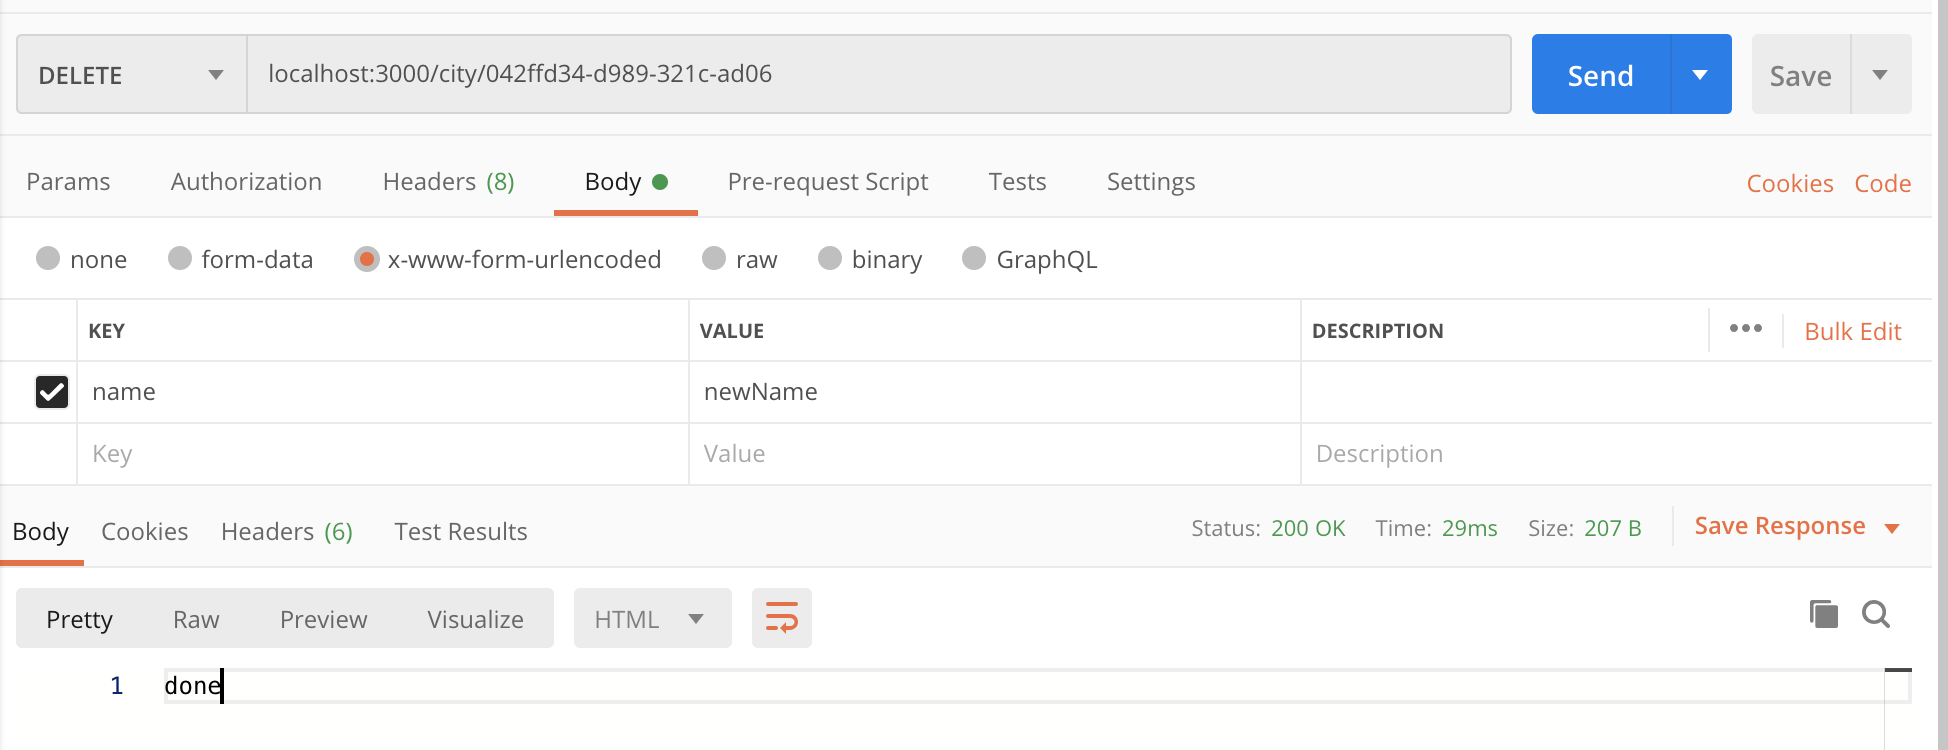 DELETE localhost:3000/city/042ffd34-d989-321c-ad06 Send Save
Params Authorization Headers (8) Body Pre-request Script Tests Settings Cookies Code
none form-data x-www-form-urlencoded raw binary GraphQL
KEY VALUE DESCRIPTION ••• Bulk Edit
name newName
Key Value Description
Body Cookies Headers (6) Test Results Status: 200 OK Time: 29ms Size: 207 B Save Response
Pretty Raw Preview Visualize HTML
1 done